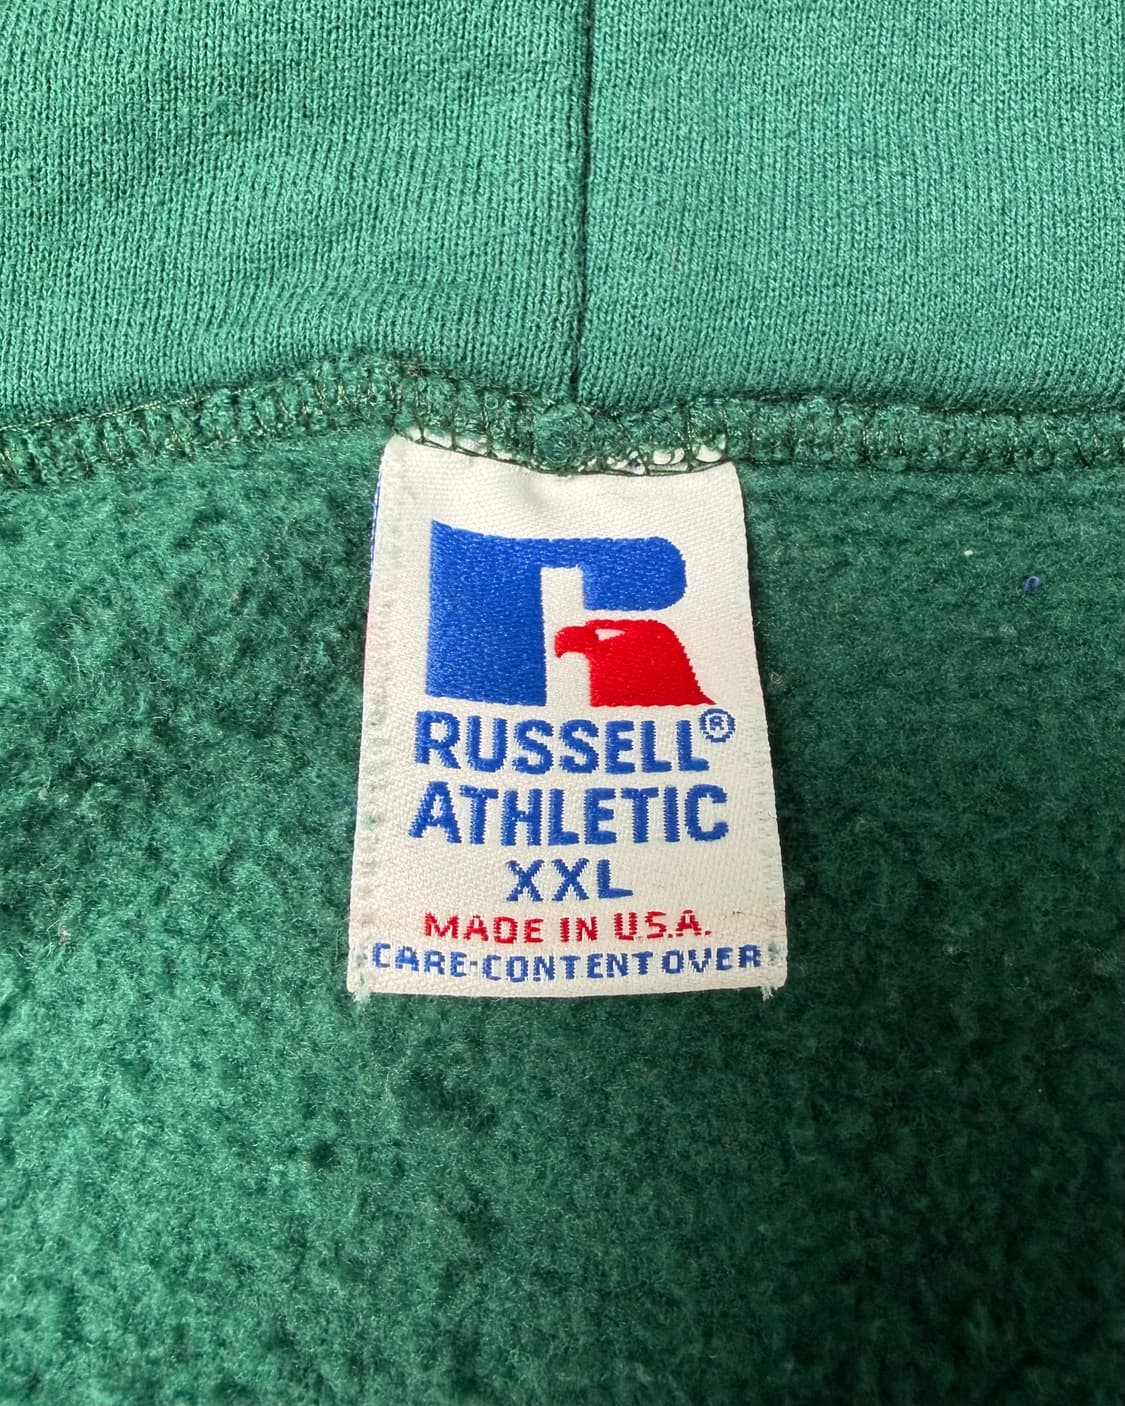 R
RUSSELL®
ATHLETIC
XXL
MADE IN U.S.A.
CARE-CONTENT OVER